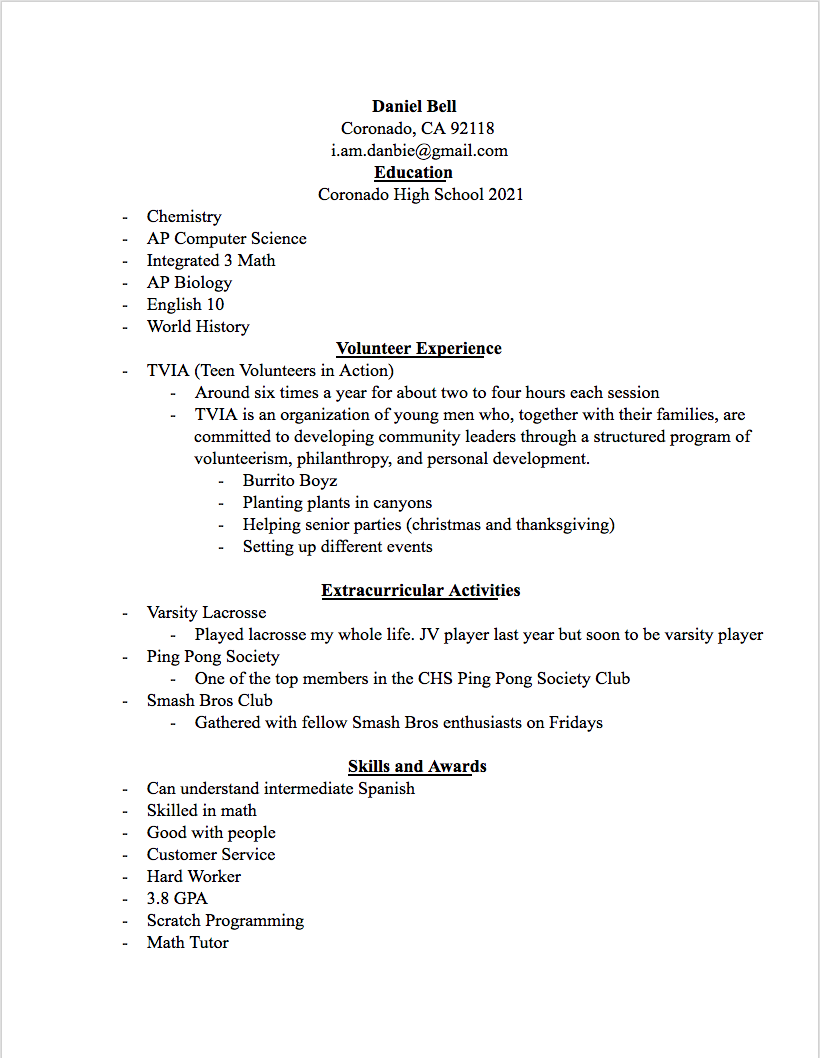 Daniel Bell
Coronado, CA 92118
i.am.danbie@gmail.com
Education
Coronado High School 2021
- Chemistry
- AP Computer Science
- Integrated 3 Math
- AP Biology
- English 10
- World History
Volunteer Experience
- TVIA (Teen Volunteers in Action)
- Around six times a year for about two to four hours each session
- TVIA is an organization of young men who, together with their families, are
committed to developing community leaders through a structured program of
volunteerism, philanthropy, and personal development.
- Burrito Boyz
- Planting plants in canyons
- Helping senior parties (christmas and thanksgiving)
- Setting up different events
Extracurricular Activities
- Varsity Lacrosse
- Played lacrosse my whole life. JV player last year but soon to be varsity player
- Ping Pong Society
- One of the top members in the CHS Ping Pong Society Club
- Smash Bros Club
- Gathered with fellow Smash Bros enthusiasts on Fridays
Skills and Awards
- Can understand intermediate Spanish
- Skilled in math
- Good with people
- Customer Service
- Hard Worker
- 3.8 GPA
- Scratch Programming
- Math Tutor